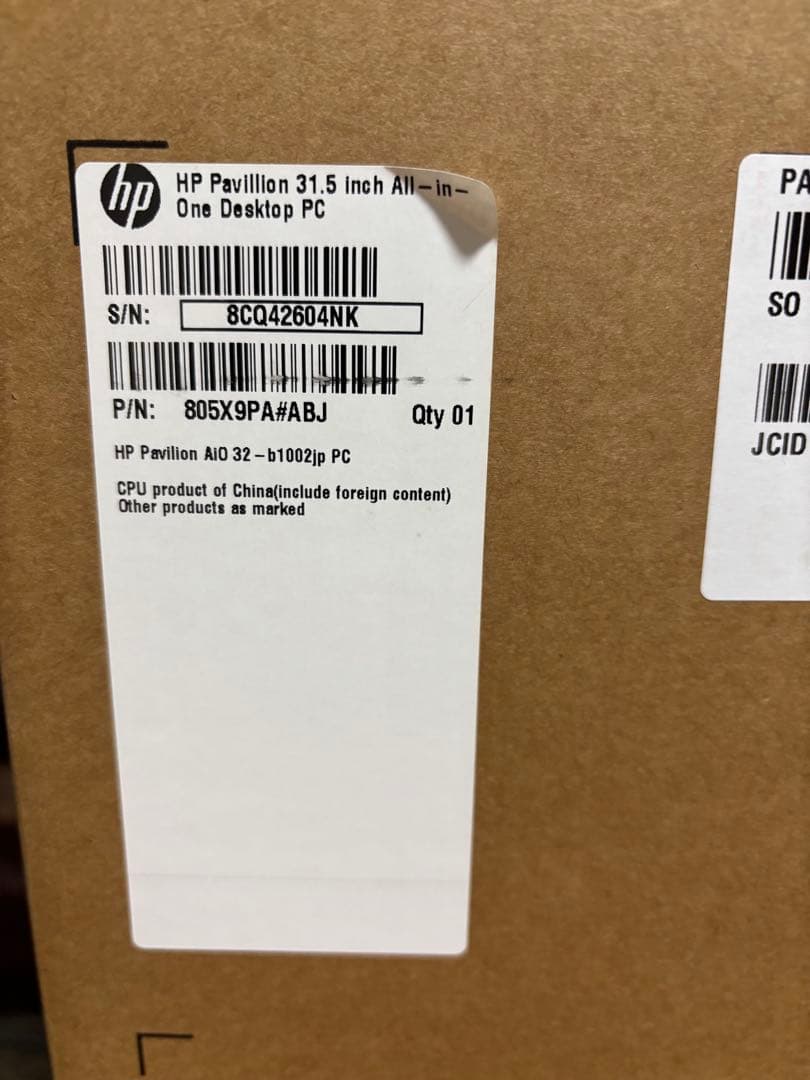 hp
HP Pavillion 31.5 inch All-in-
One Desktop PC
S/N: 8CQ42604NK
P/N: 805X9PA#ABJ Qty 01
HP Pavilion AiO 32-b1002jp PC
CPU product of China(include foreign content)
Other products as marked
PA
SO
JCID